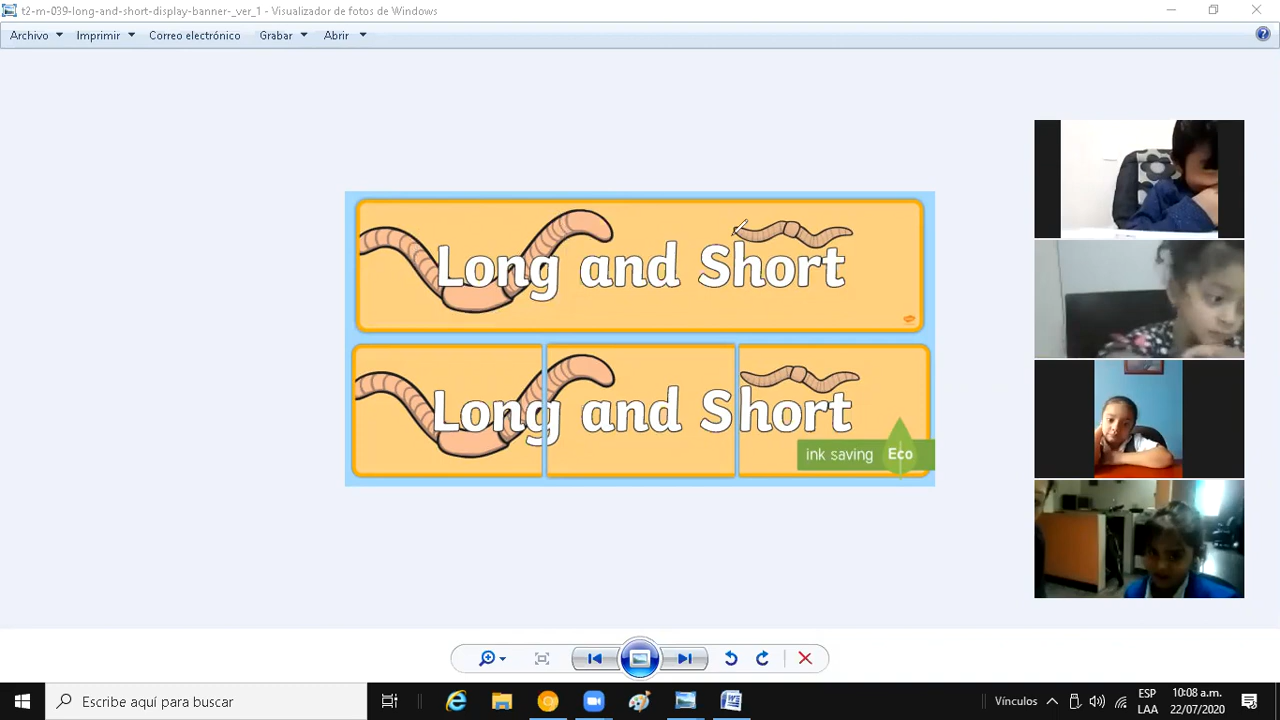 t2-m-039-long-and-short-display-banner-_ver_1 - Visualizador de fotos de Windows
Archivo Imprimir Correo electrónico Grabar Abrir
Long and Short
Long and Short
ink saving Eco
Escribe aquí para buscar
Vínculos
ESP
LAA
10:08 a.m.
22/07/2020